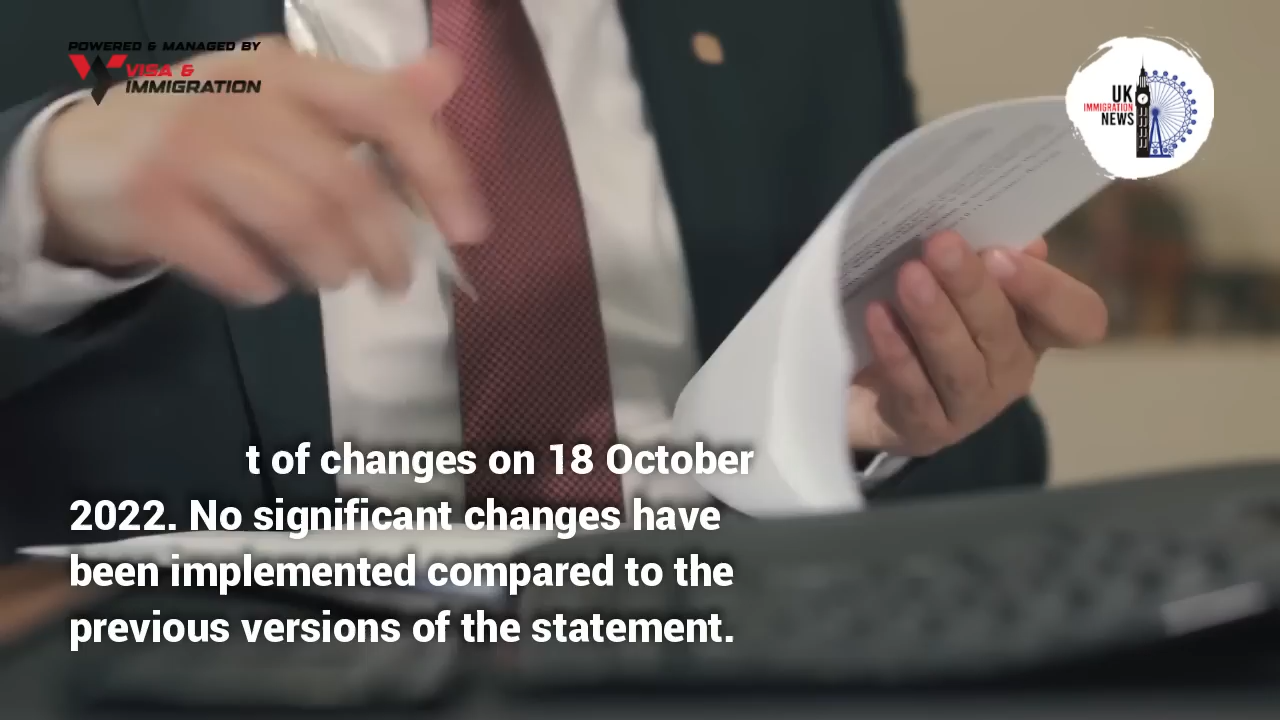 POWERED & MANAGED BY
VISA &
IMMIGRATION
UK
IMMIGRATION
NEWS
t of changes on 18 October
2022. No significant changes have
been implemented compared to the
previous versions of the statement.